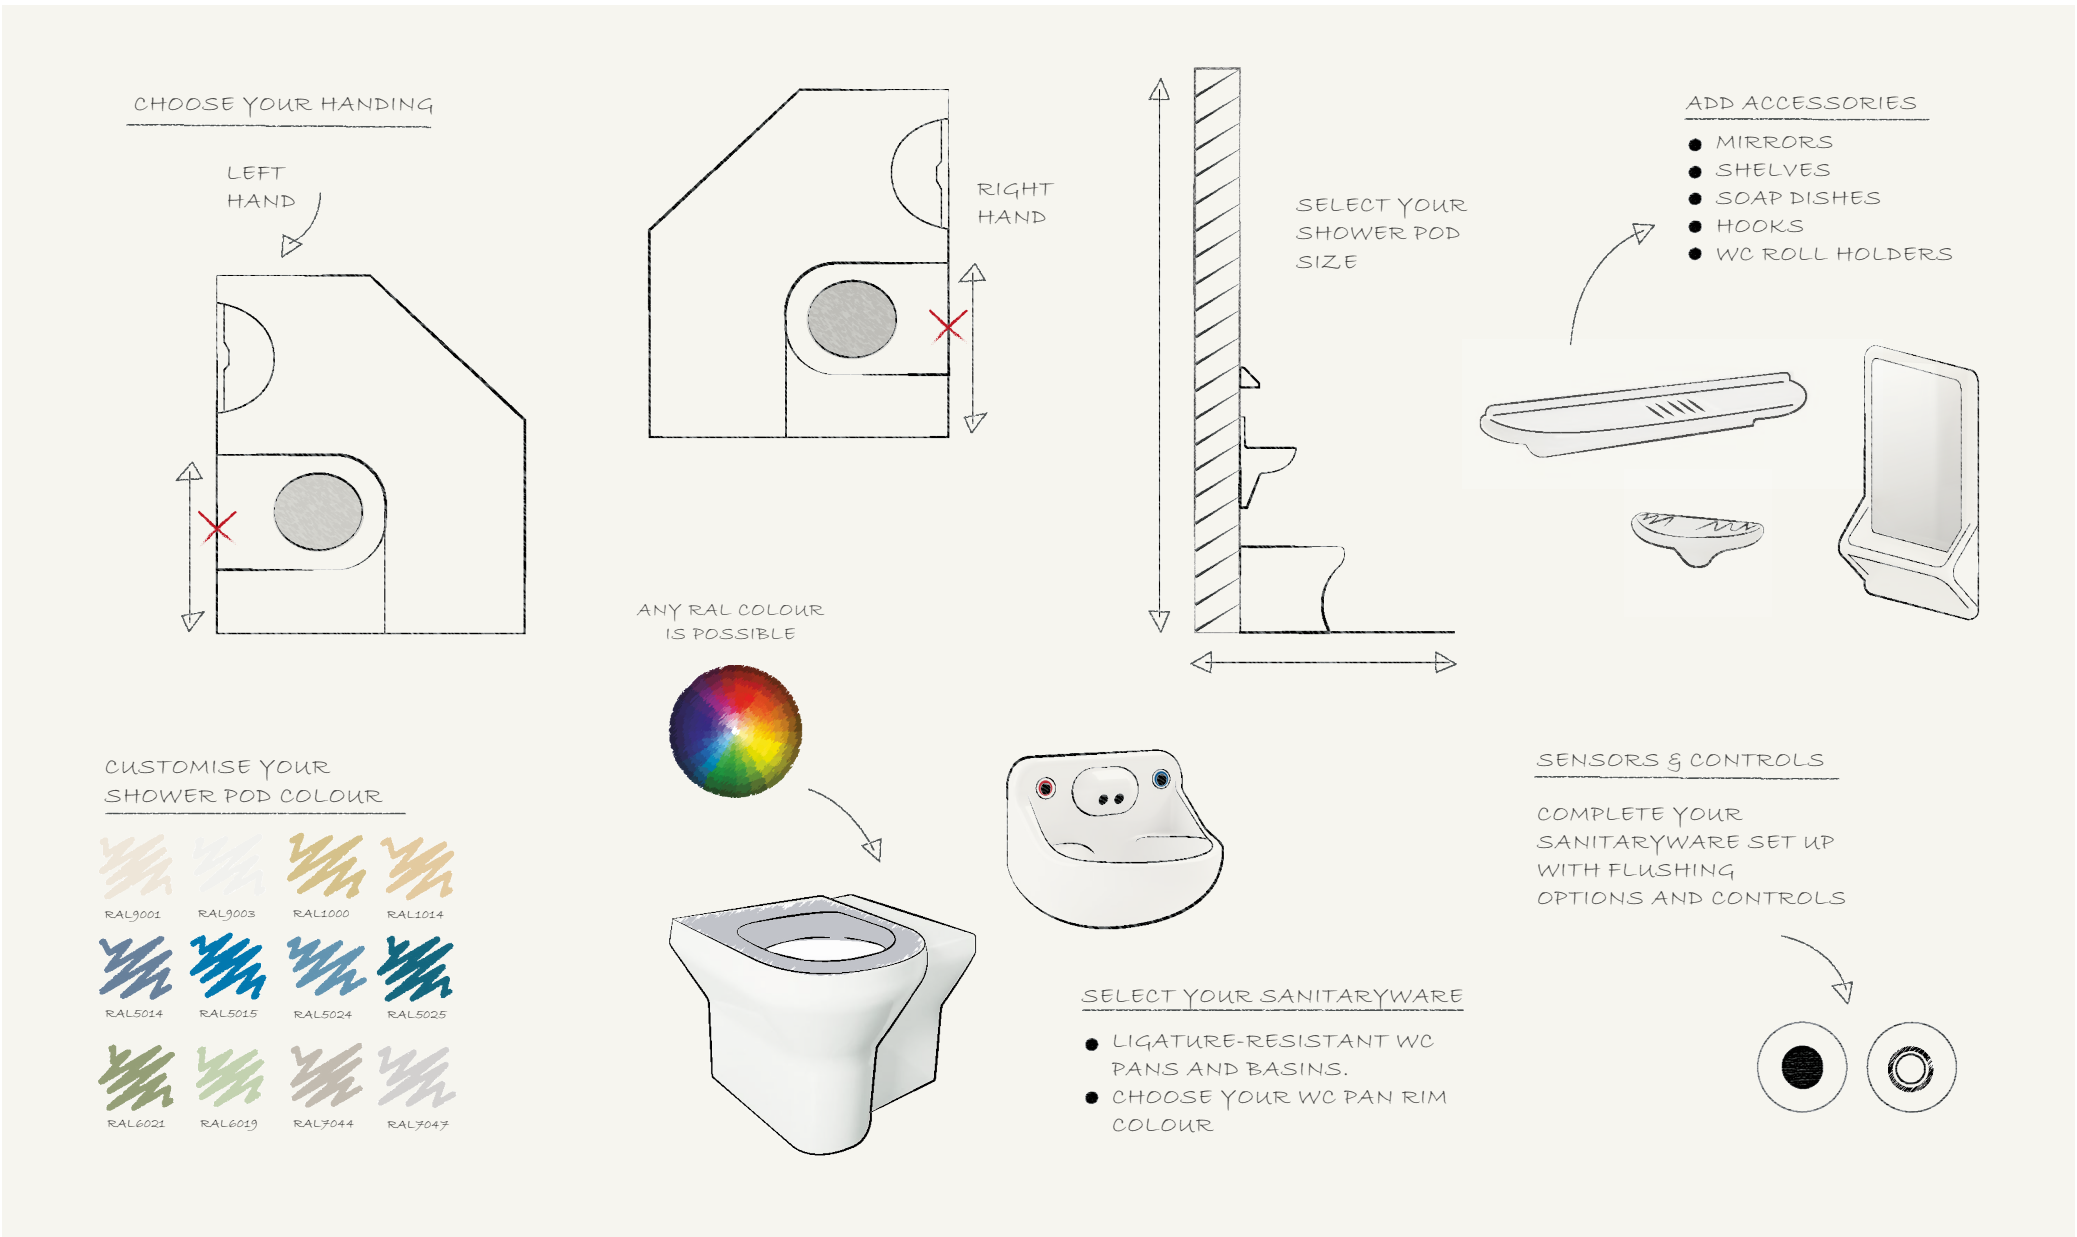 CHOOSE YOUR HANDING
LEFT
HAND
RIGHT
HAND
SELECT YOUR
SHOWER POD
SIZE
ADD ACCESSORIES
● MIRRORS
● SHELVES
● SOAP DISHES
● HOOKS
● WC ROLL HOLDERS
ANY RAL COLOUR
IS POSSIBLE
CUSTOMISE YOUR
SHOWER POD COLOUR
RAL9001 RAL9003 RAL1000 RAL1014
RAL5014 RAL5015 RAL5024 RAL5025
RAL6021 RAL6019 RAL7044 RAL7047
SELECT YOUR SANITARYWARE
● LIGATURE-RESISTANT WC
PANS AND BASINS.
● CHOOSE YOUR WC PAN RIM
COLOUR
SENSORS & CONTROLS
COMPLETE YOUR
SANITARYWARE SET UP
WITH FLUSHING
OPTIONS AND CONTROLS